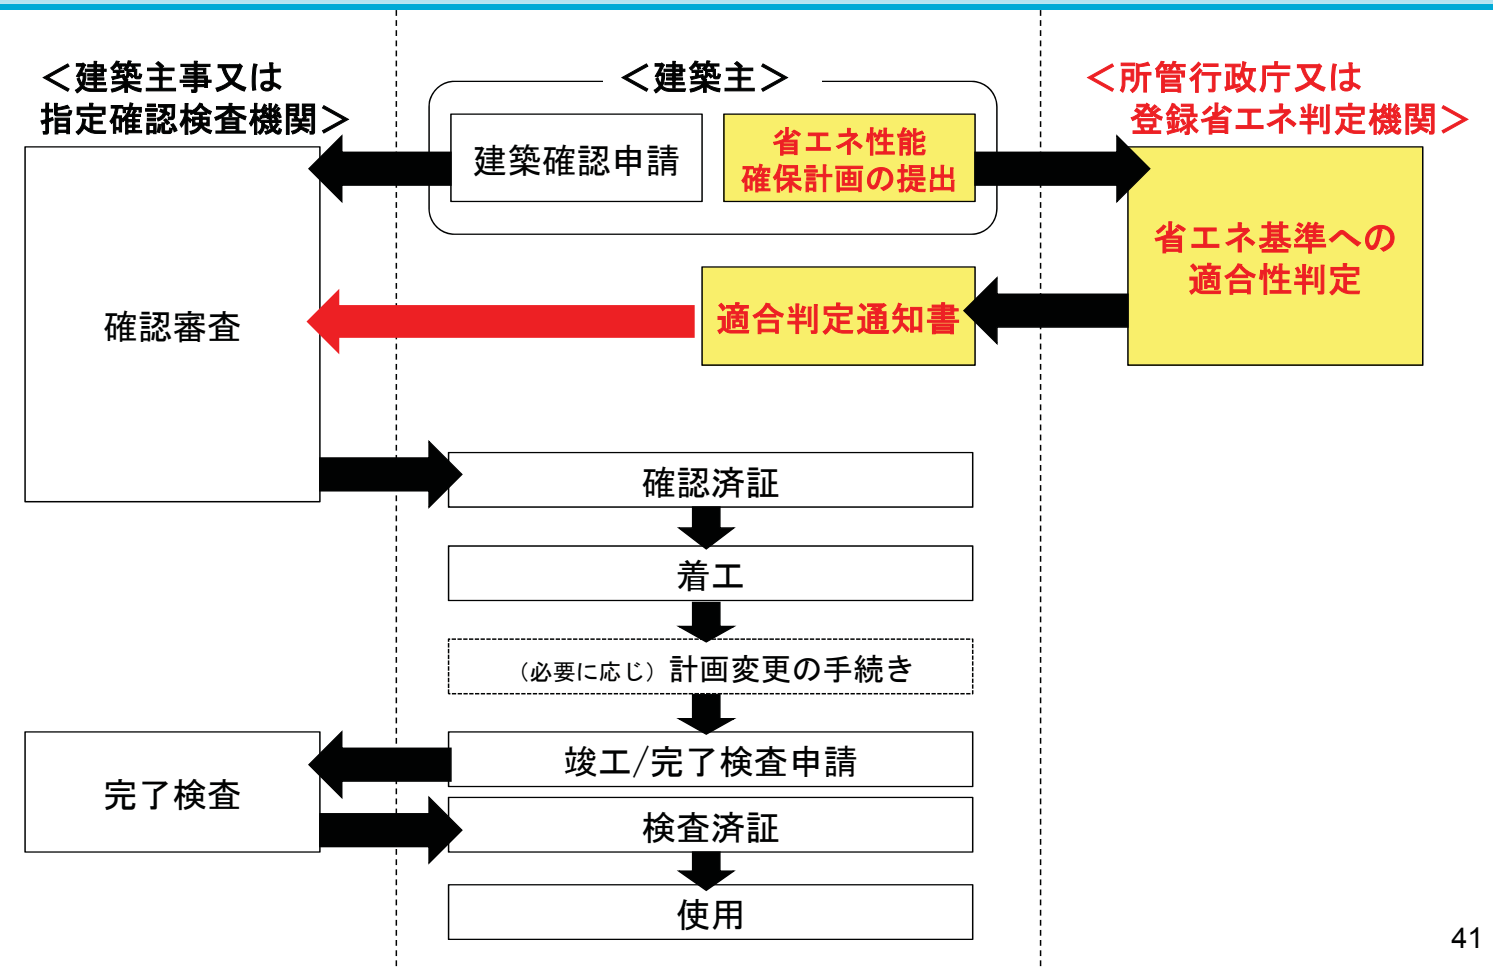 ＜建築主事又は
指定確認検査機関＞
＜建築主＞
＜所管行政庁又は
登録省エネ判定機関＞
建築確認申請
省エネ性能
確保計画の提出
省エネ基準への
適合性判定
適合判定通知書
確認審査
確認済証
着工
（必要に応じ）計画変更の手続き
竣工/完了検査申請
完了検査
検査済証
使用
41